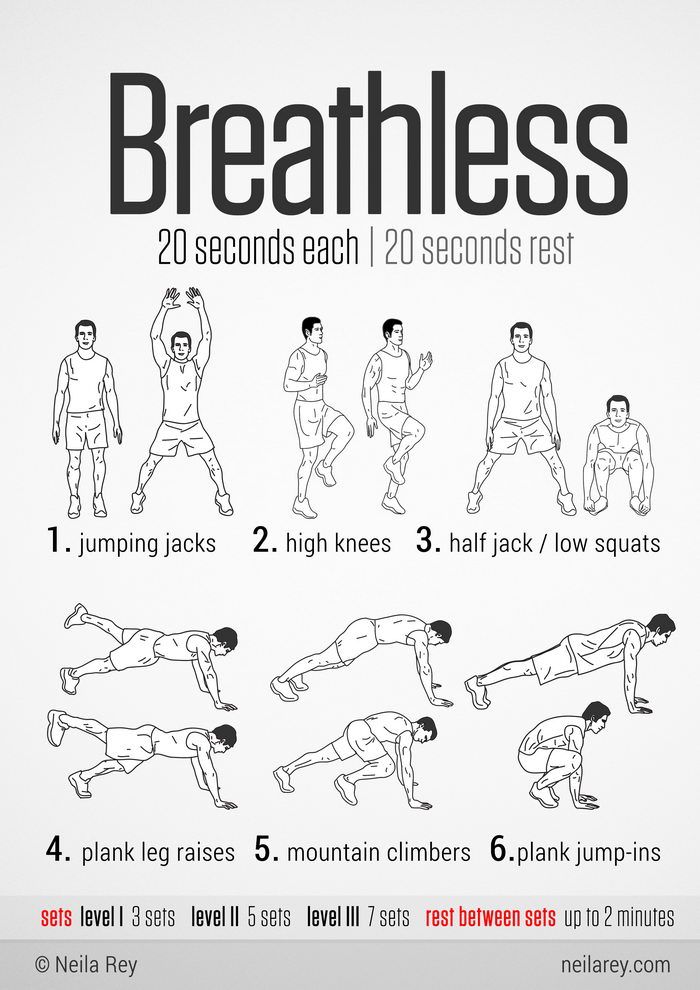 Breathless
20 seconds each | 20 seconds rest
1. jumping jacks 2. high knees 3. half jack / low squats
4. plank leg raises 5. mountain climbers 6.plank jump-ins
sets level I 3 sets level II 5 sets level III 7 sets rest between sets up to 2 minutes
© Neila Rey neilarey.com